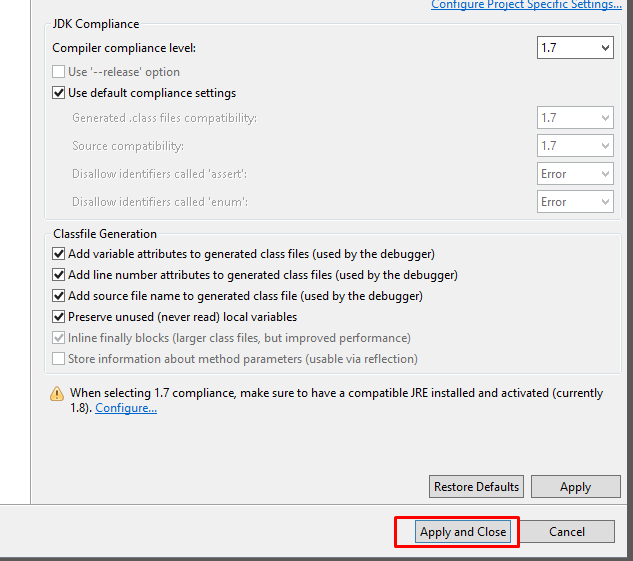 Configure Project Specific Settings...
JDK Compliance
Compiler compliance level: 1.7
Use '--release' option
Use default compliance settings
Generated .class files compatibility: 1.7
Source compatibility: 1.7
Disallow identifiers called 'assert': Error
Disallow identifiers called 'enum': Error
Classfile Generation
Add variable attributes to generated class files (used by the debugger)
Add line number attributes to generated class files (used by the debugger)
Add source file name to generated class file (used by the debugger)
Preserve unused (never read) local variables
Inline finally blocks (larger class files, but improved performance)
Store information about method parameters (usable via reflection)
When selecting 1.7 compliance, make sure to have a compatible JRE installed and activated (currently
1.8). Configure...
Restore Defaults Apply
Apply and Close Cancel